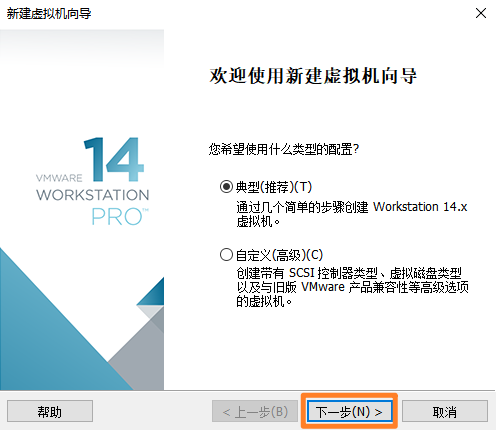 新建虚拟机向导
VMWARE 14
WORKSTATION
PRO™
欢迎使用新建虚拟机向导
您希望使用什么类型的配置?
典型(推荐)(T)
通过几个简单的步骤创建 Workstation 14.x
虚拟机。
自定义(高级)(C)
创建带有 SCSI 控制器类型、虚拟磁盘类型
以及与旧版 VMware 产品兼容性等高级选项
的虚拟机。
帮助
< 上一步(B)
下一步(N) >
取消